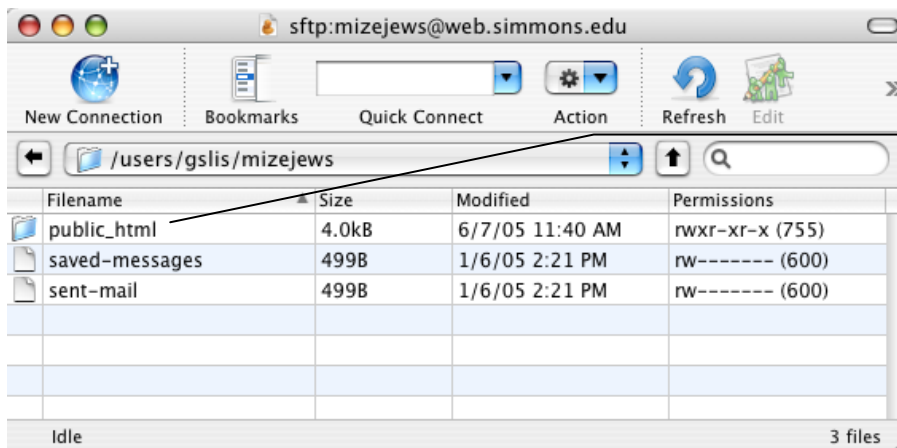 sftp:mizejews@web.simmons.edu
New Connection Bookmarks Quick Connect Action Refresh Edit
/users/gslis/mizejews
Filename Size Modified Permissions
public_html 4.0kB 6/7/05 11:40 AM rwxr-xr-x (755)
saved-messages 499B 1/6/05 2:21 PM rw------- (600)
sent-mail 499B 1/6/05 2:21 PM rw------- (600)
Idle 3 files